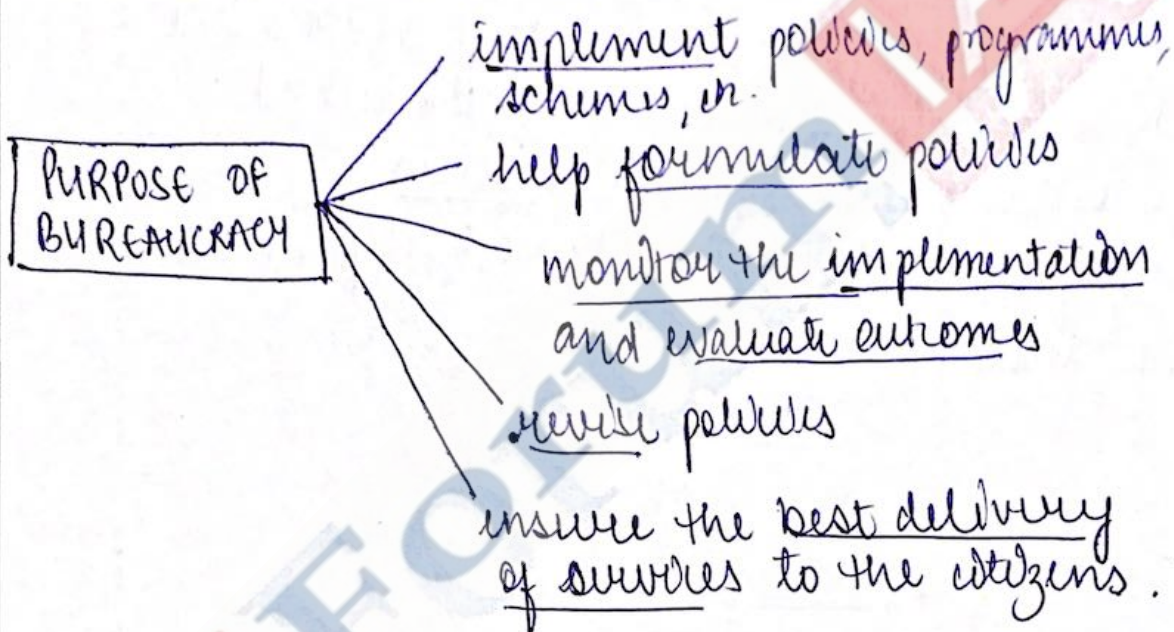 PURPOSE OF
BUREAUCRACY
implement policies, programmes,
schemes, etc.
help formulate policies
monitor the implementation
and evaluate outcomes
revise policies
ensure the best delivery
of services to the citizens.
Forum